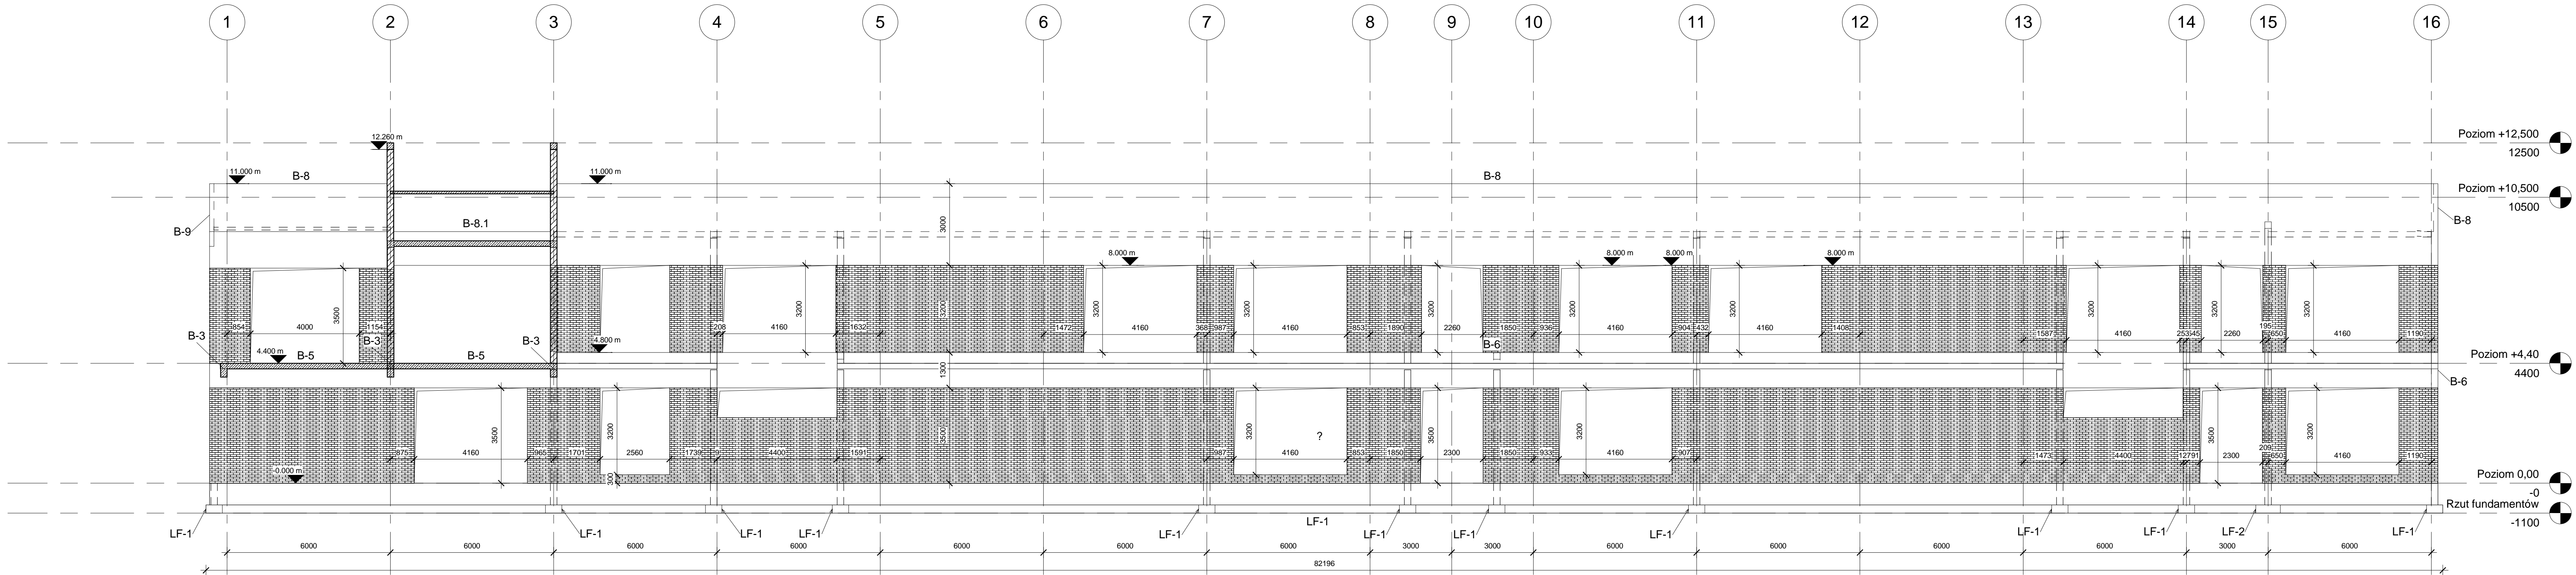 1 2 3 4 5 6 7 8 9 10 11 12 13 14 15 16
12.260 m
Poziom +12,500
12500
11.000 m
B-8
11.000 m
B-8
Poziom +10,500
10500
B-9
B-8.1
3000
B-8
8.000 m
8.000 m
8.000 m
8.000 m
3500
3200
3200
3200
3200
3200
3200
3200
3200
3200
3200
3200
854
4000
1154
208
4160
1632
1472
4160
368
987
4160
853
1890
2260
1850
936
4160
904
432
4160
1408
1587
4160
253
45
2260
195
650
4160
1190
B-3
B-3
B-3
4.800 m
B-6
4.400 m
B-5
B-5
Poziom +4,40
4400
1300
B-6
3500
3200
3500
3200
?
3500
3200
3500
3200
875
4160
965
1701
2560
1739
9
4400
1591
987
4160
853
1850
2300
1850
933
4160
907
1473
4400
12791
2300
209
650
4160
1190
-0.000 m
300
Poziom 0,00
-0
Rzut fundamentów
-1100
LF-1
LF-1
LF-1
LF-1
LF-1
LF-1
LF-1
LF-1
LF-1
LF-1
LF-1
LF-2
LF-1
6000 6000 6000 6000 6000 6000 6000 3000 3000 6000 6000 6000 6000 3000 6000
82196